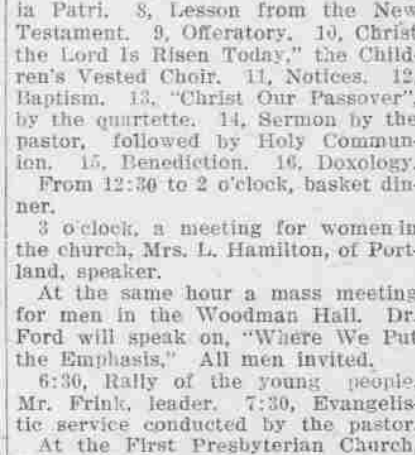 ia Patri. 8, Lesson from the New
Testament. 9, Offeratory. 10, Christ
the Lord Is Risen Today," the Child-
ren's Vested Choir. 11, Notices. 12
Baptism. 13, "Christ Our Passover"
by the quartette. 14, Sermon by the
pastor, followed by Holy Commun-
ion. 15, Benediction. 16, Doxology.
From 12:30 to 2 o'clock, basket din-
ner.
3 o'clock, a meeting for women in
the church, Mrs. L. Hamilton, of Port-
land, speaker.
At the same hour a mass meeting
for men in the Woodman Hall. Dr.
Ford will speak on, "Where We Put
the Emphasis." All men invited.
6:30, Rally of the young people,
Mr. Frink, leader. 7:30, Evangelis-
tic service conducted by the pastor.
At the First Presbyterian Church